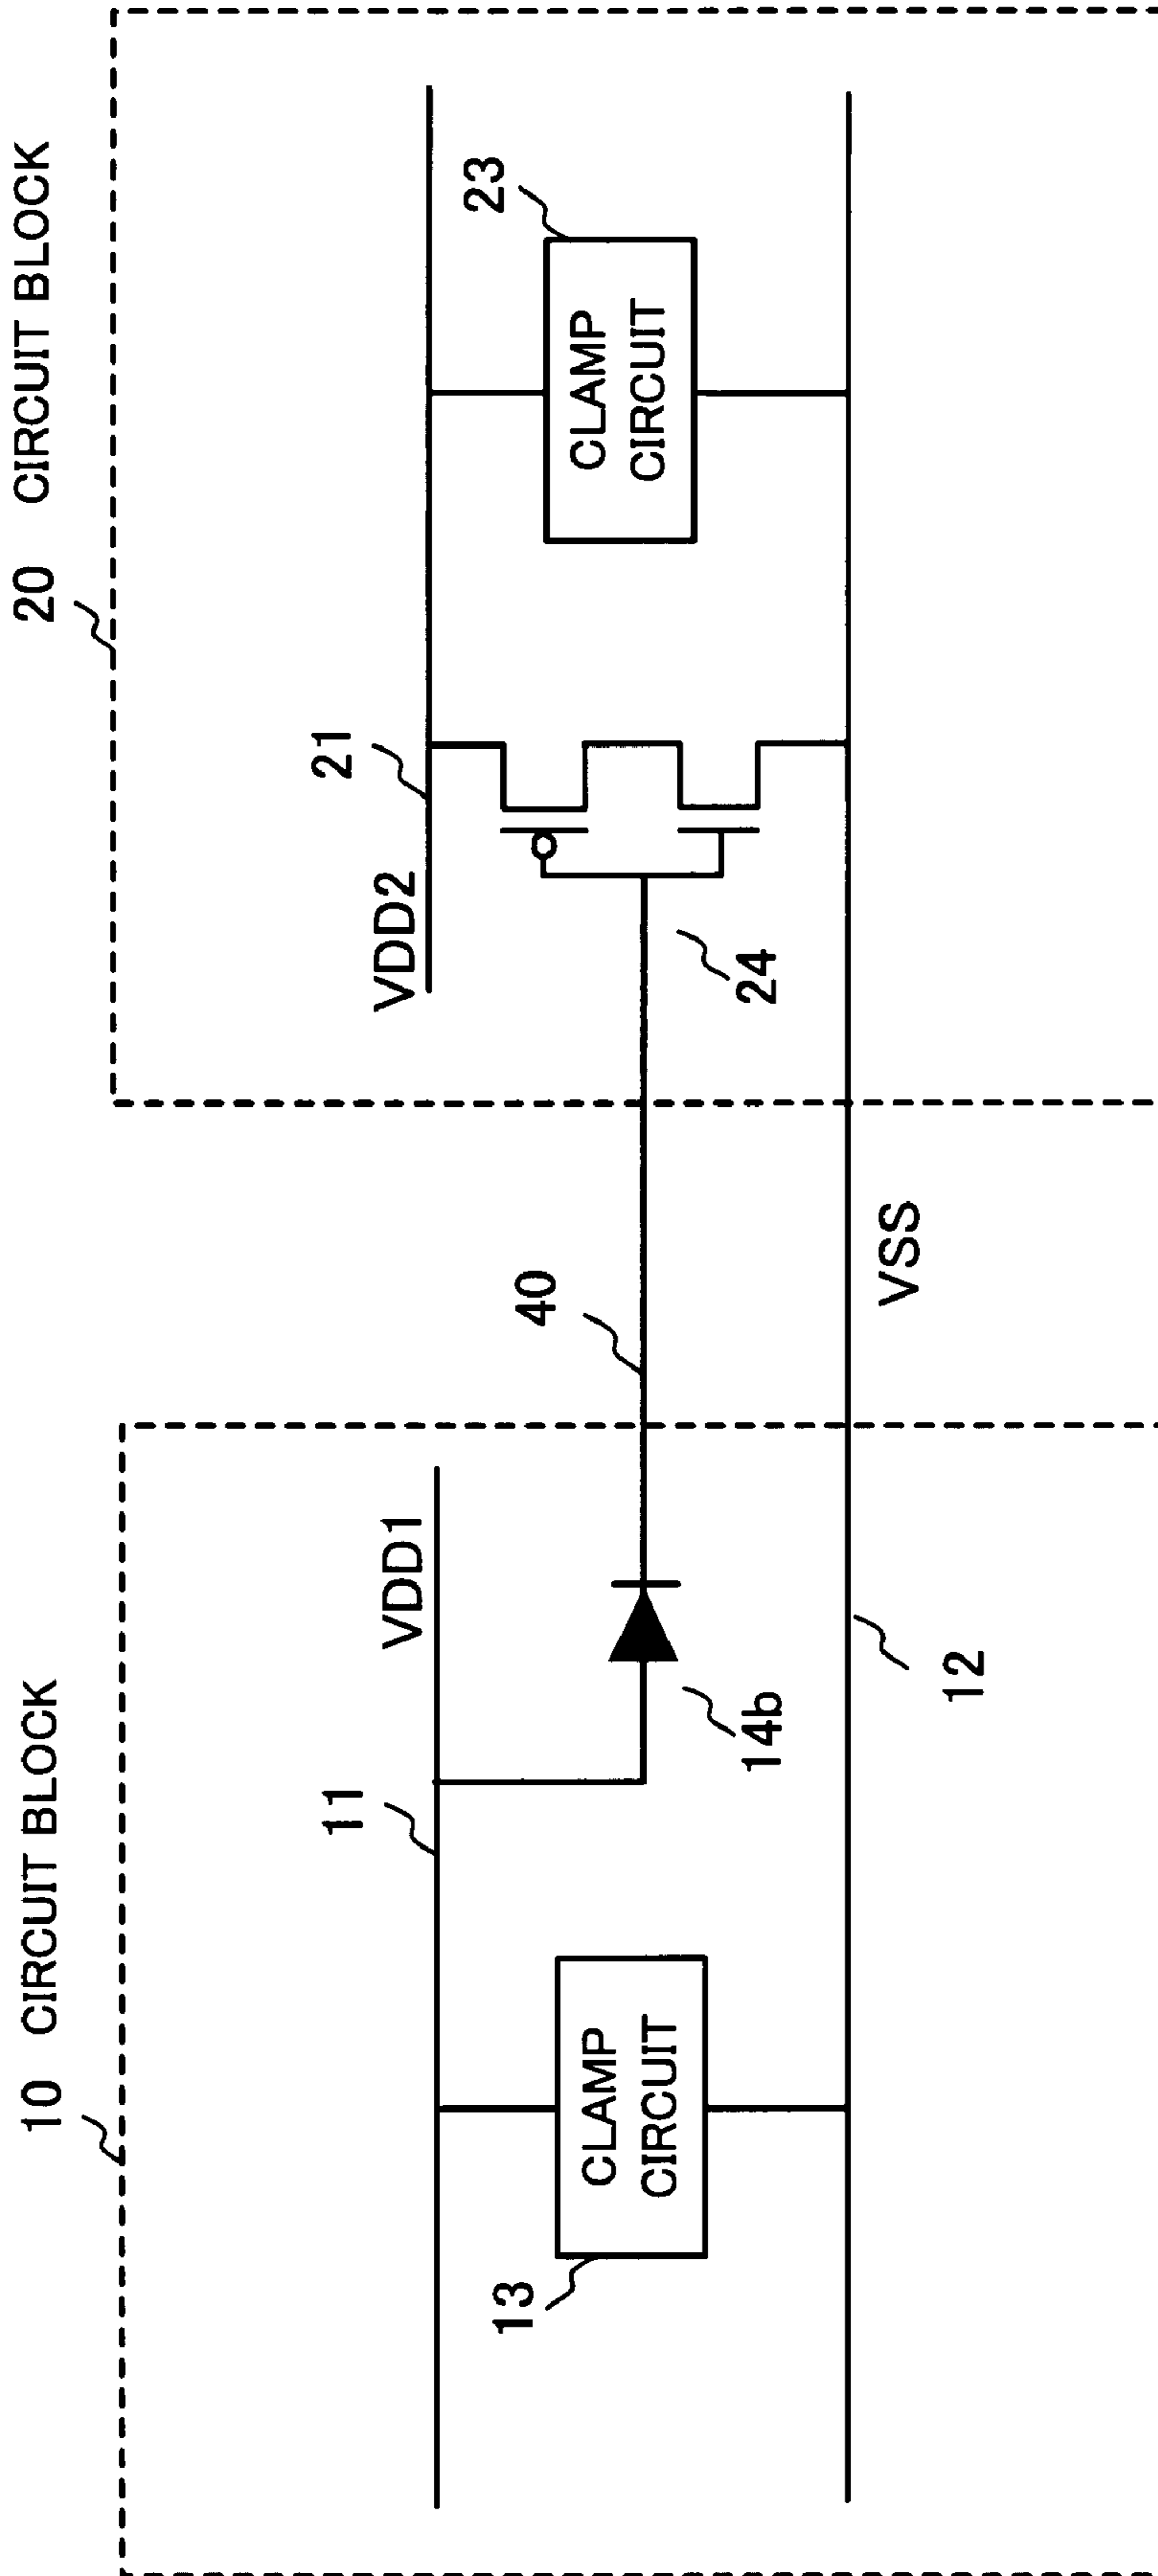 10 CIRCUIT BLOCK
20 CIRCUIT BLOCK
11
VDD1
VDD2
21
13
CLAMP
CIRCUIT
40
23
CLAMP
CIRCUIT
14b
24
12
VSS